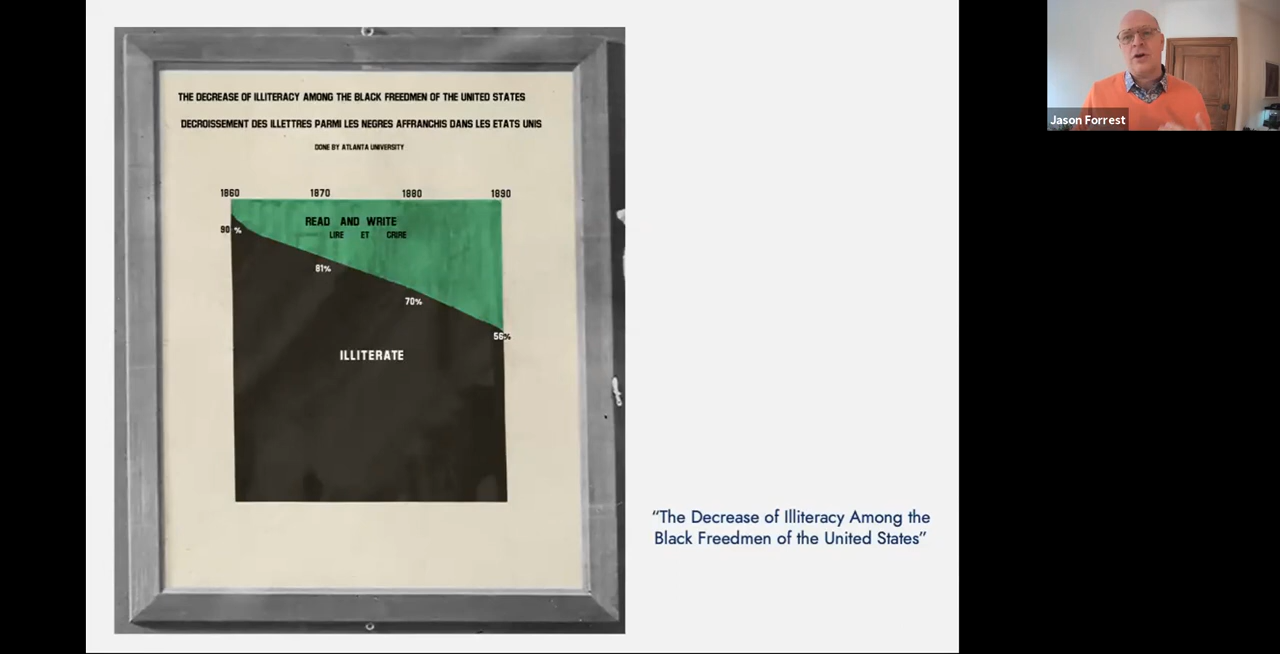 THE DECREASE OF ILLITERACY AMONG THE BLACK FREEDMEN OF THE UNITED STATES
DECROISSEMENT DES ILLETTRES PARMI LES NEGRES AFFRANCHIS DANS LES ETATS UNIS
DONE BY ATLANTA UNIVERSITY
1860 1870 1880 1890
READ AND WRITE
LIRE ET CRIRE
90 %
81%
70%
56%
ILLITERATE
“The Decrease of Illiteracy Among the
Black Freedmen of the United States”
Jason Forrest